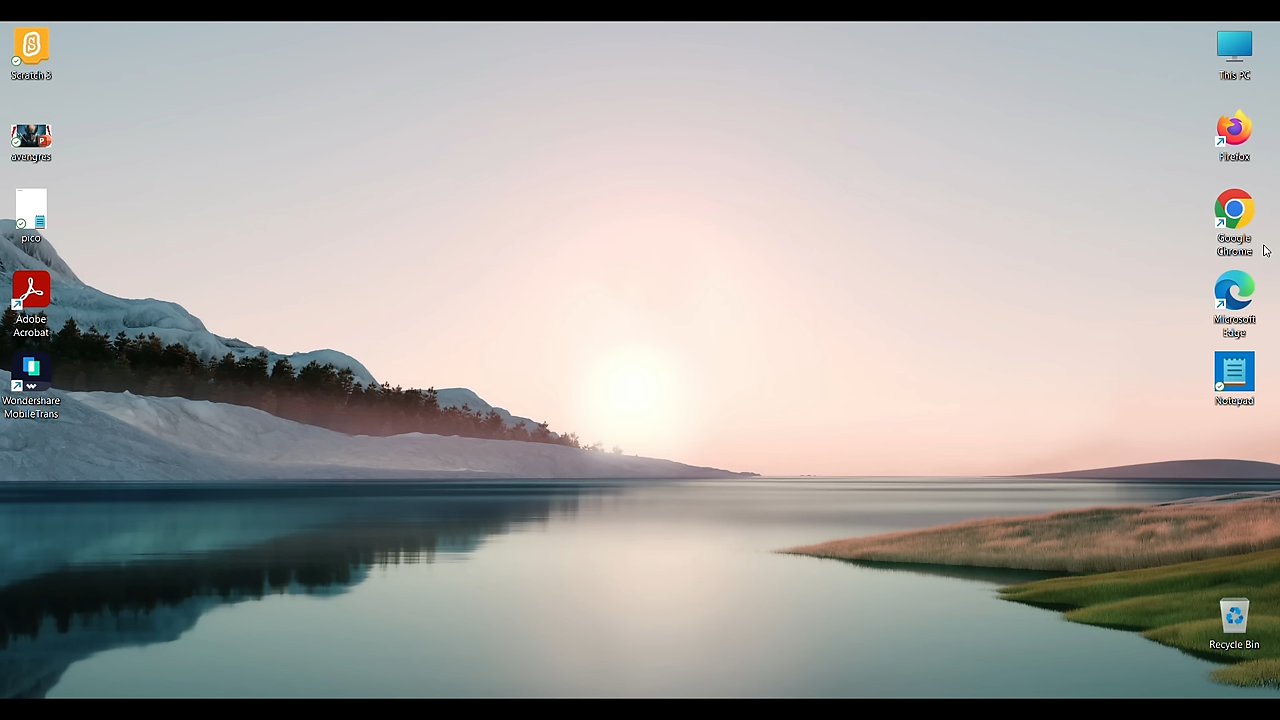 Scratch 3
avengres
pico
Adobe
Acrobat
Wondershare
MobileTrans
This PC
Firefox
Google
Chrome
Microsoft
Edge
Notepad
Recycle Bin